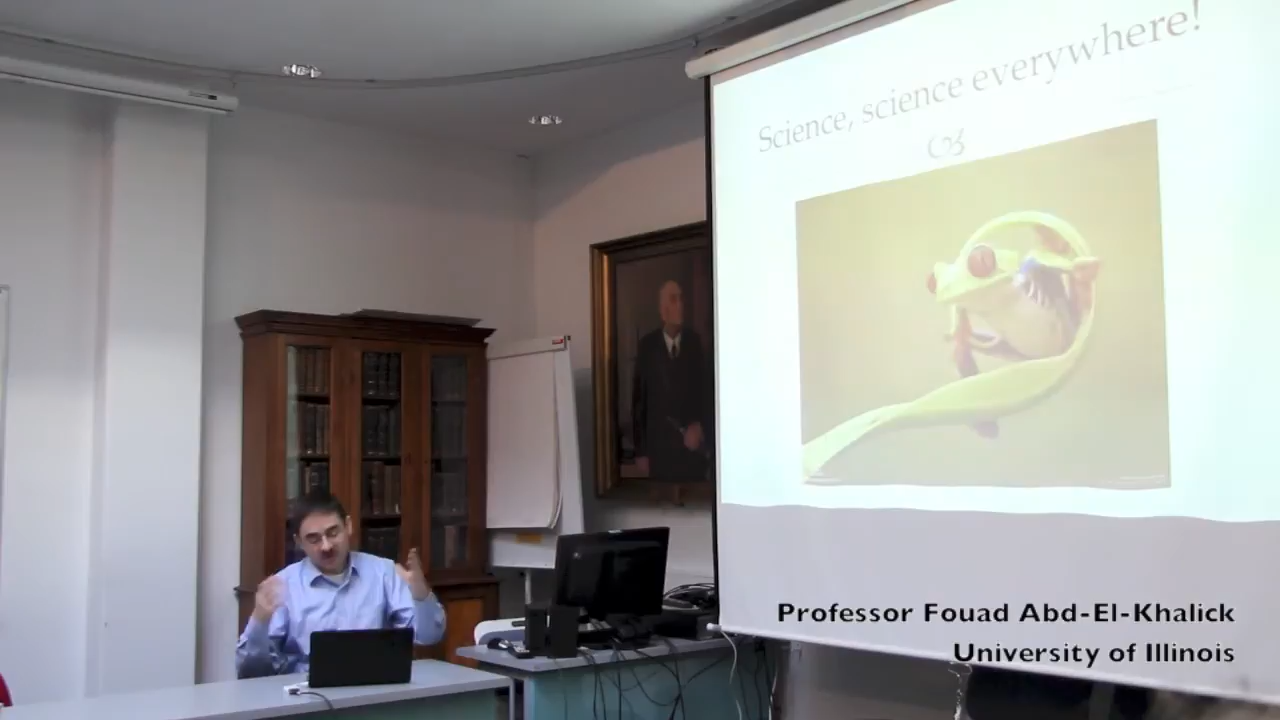 Science, science everywhere!
Professor Fouad Abd-El-Khalick
University of Illinois